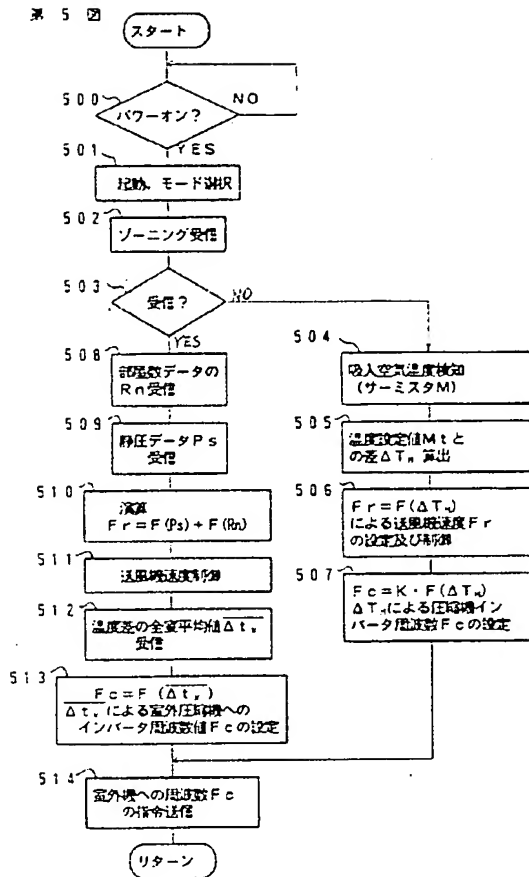 第 5 図
スタート
500
パワーオン?
NO
YES
501
起動、モード選択
502
ゾーニング受信
503
受信?
NO
YES
508
部屋数データの
Rn受信
509
静圧データPs
受信
510
演算
Fr=F(Ps)+F(Rn)
511
送風機速度制御
512
温度差の全室平均値Δtᵥ
受信
513
Fc=F(Δtᵥ)
Δtᵥによる室外圧縮機への
インバータ周波数値Fcの設定
504
吸入空気温度検知
(サーミスタM)
505
温度設定値Mtと
の差ΔTM算出
506
Fr=F(ΔTM)
による送風機速度Fr
の設定及び制御
507
Fc=K・F(ΔTM)
ΔTMによる圧縮機イン
バータ周波数Fcの設定
514
室外機への周波数Fc
の指令送信
リターン